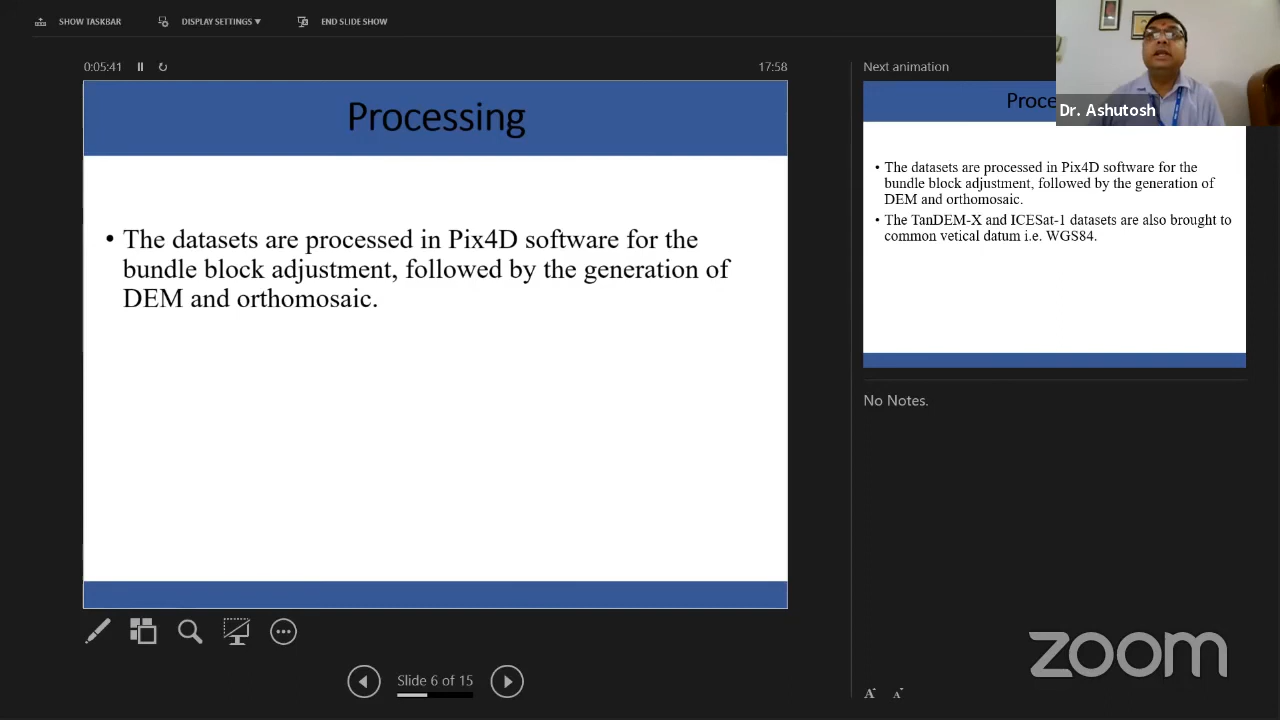 SHOW TASKBAR
DISPLAY SETTINGS ▾
END SLIDE SHOW
0:05:41
17:58
Processing
• The datasets are processed in Pix4D software for the
bundle block adjustment, followed by the generation of
DEM and orthomosaic.
Slide 6 of 15
Next animation
Proce
Dr. Ashutosh
• The datasets are processed in Pix4D software for the
bundle block adjustment, followed by the generation of
DEM and orthomosaic.
• The TanDEM-X and ICESat-1 datasets are also brought to
common vetical datum i.e. WGS84.
No Notes.
A A
zoom